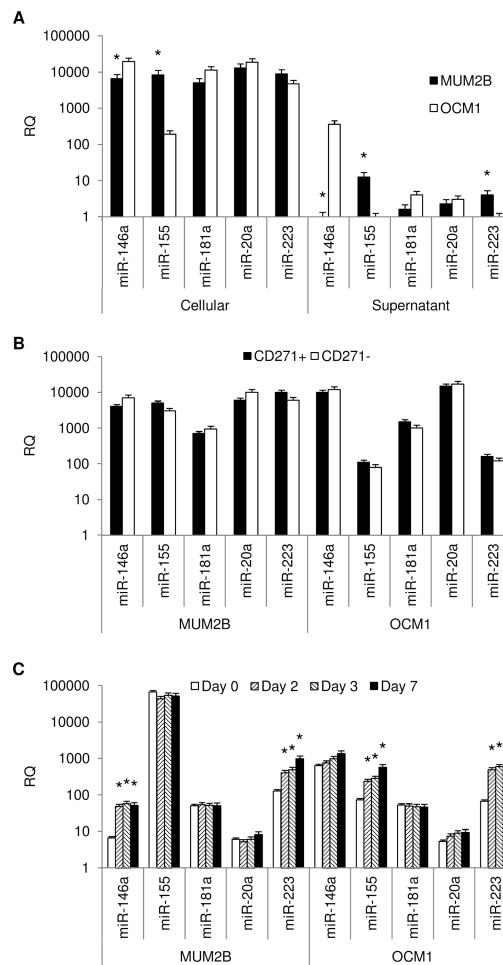 A
100000
10000
1000
100
10
1
RQ
* *
* * *
MUM2B
OCM1
miR-146a miR-155 miR-181a miR-20a miR-223 miR-146a miR-155 miR-181a miR-20a miR-223
Cellular Supernatant
B
CD271+ CD271-
100000
10000
1000
100
10
1
RQ
miR-146a miR-155 miR-181a miR-20a miR-223 miR-146a miR-155 miR-181a miR-20a miR-223
MUM2B OCM1
C
Day 0 Day 2 Day 3 Day 7
100000
10000
1000
100
10
1
RQ
* * * * * * * * * * *
miR-146a miR-155 miR-181a miR-20a miR-223 miR-146a miR-155 miR-181a miR-20a miR-223
MUM2B OCM1